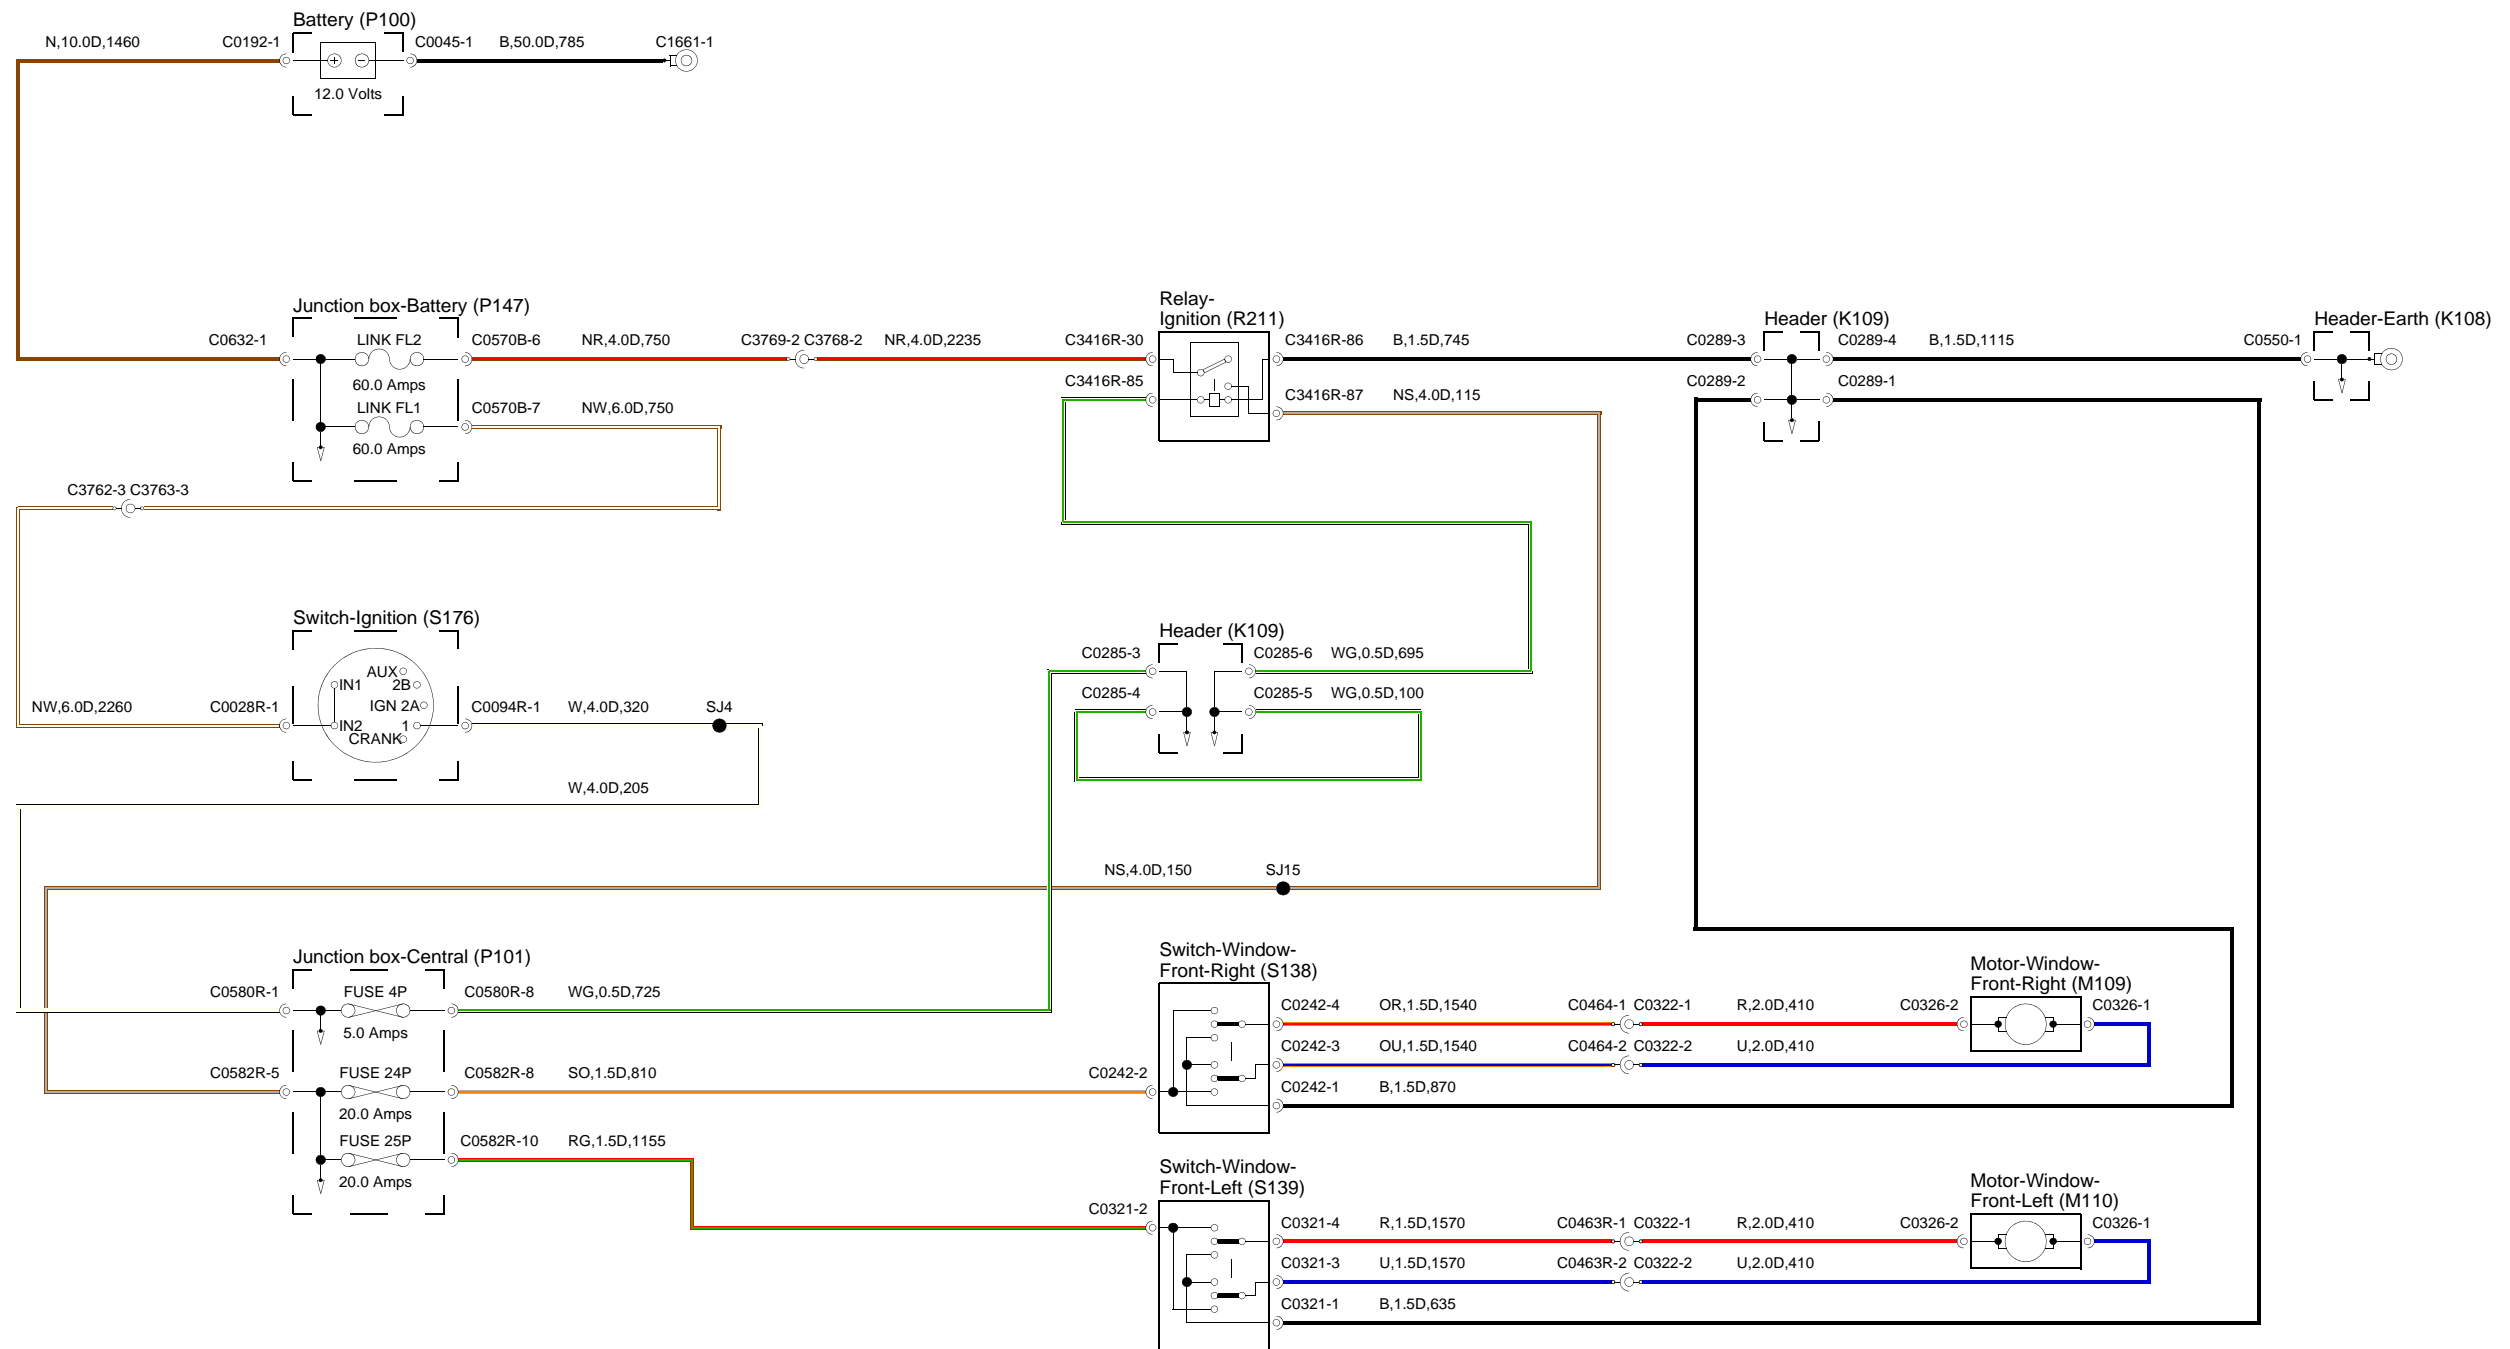 Battery (P100)
N,10.0D,1460
C0192-1
C0045-1
B,50.0D,785
C1661-1
12.0 Volts
Junction box-Battery (P147)
C0632-1
LINK FL2
60.0 Amps
LINK FL1
60.0 Amps
C0570B-6
NR,4.0D,750
C3769-2 C3768-2
NR,4.0D,2235
C0570B-7
NW,6.0D,750
C3762-3 C3763-3
Relay-
Ignition (R211)
C3416R-30
C3416R-85
C3416R-86
B,1.5D,745
C3416R-87
NS,4.0D,115
Header (K109)
C0289-3
C0289-4
B,1.5D,1115
C0289-2
C0289-1
Header-Earth (K108)
C0550-1
Switch-Ignition (S176)
NW,6.0D,2260
C0028R-1
AUX
IN1
2B
IGN 2A
IN2
1
CRANK
C0094R-1
W,4.0D,320
SJ4
W,4.0D,205
Header (K109)
C0285-3
C0285-6
WG,0.5D,695
C0285-4
C0285-5
WG,0.5D,100
NS,4.0D,150
SJ15
Junction box-Central (P101)
C0580R-1
FUSE 4P
5.0 Amps
C0580R-8
WG,0.5D,725
C0582R-5
FUSE 24P
20.0 Amps
C0582R-8
SO,1.5D,810
FUSE 25P
20.0 Amps
C0582R-10
RG,1.5D,1155
Switch-Window-
Front-Right (S138)
C0242-2
C0242-4
OR,1.5D,1540
C0464-1 C0322-1
R,2.0D,410
C0242-3
OU,1.5D,1540
C0464-2 C0322-2
U,2.0D,410
C0242-1
B,1.5D,870
Motor-Window-
Front-Right (M109)
C0326-2
C0326-1
Switch-Window-
Front-Left (S139)
C0321-2
C0321-4
R,1.5D,1570
C0463R-1 C0322-1
R,2.0D,410
C0321-3
U,1.5D,1570
C0463R-2 C0322-2
U,2.0D,410
C0321-1
B,1.5D,635
Motor-Window-
Front-Left (M110)
C0326-2
C0326-1